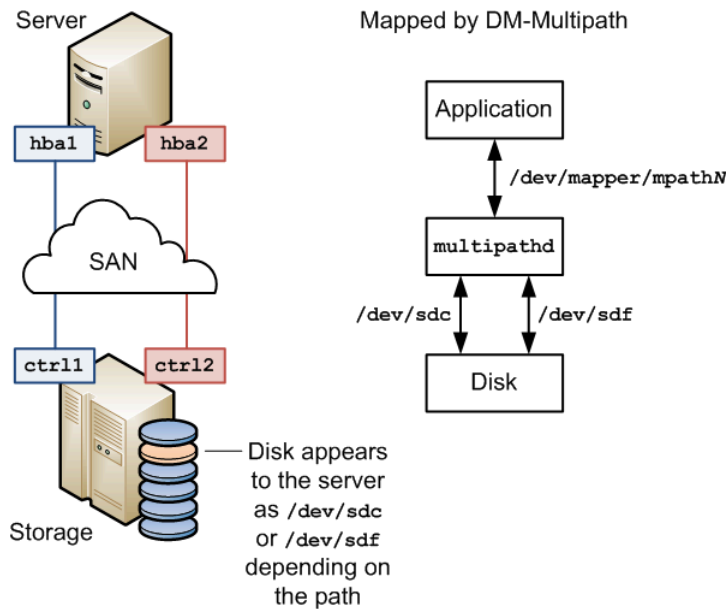 Server
hba1
hba2
SAN
ctrl1
ctrl2
Storage
Disk appears
to the server
as /dev/sdc
or /dev/sdf
depending on
the path
Mapped by DM-Multipath
Application
/dev/mapper/mpathN
multipathd
/dev/sdc
/dev/sdf
Disk